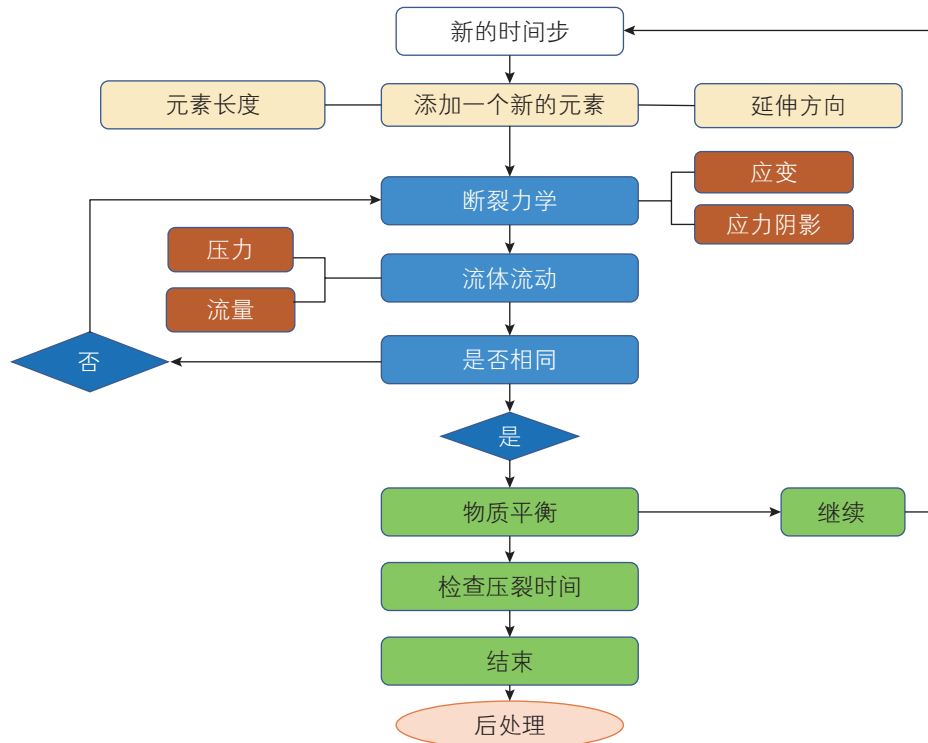 新的时间步
元素长度
添加一个新的元素
延伸方向
应变
断裂力学
应力阴影
压力
流体流动
流量
否
是否相同
是
物质平衡
继续
检查压裂时间
结束
后处理